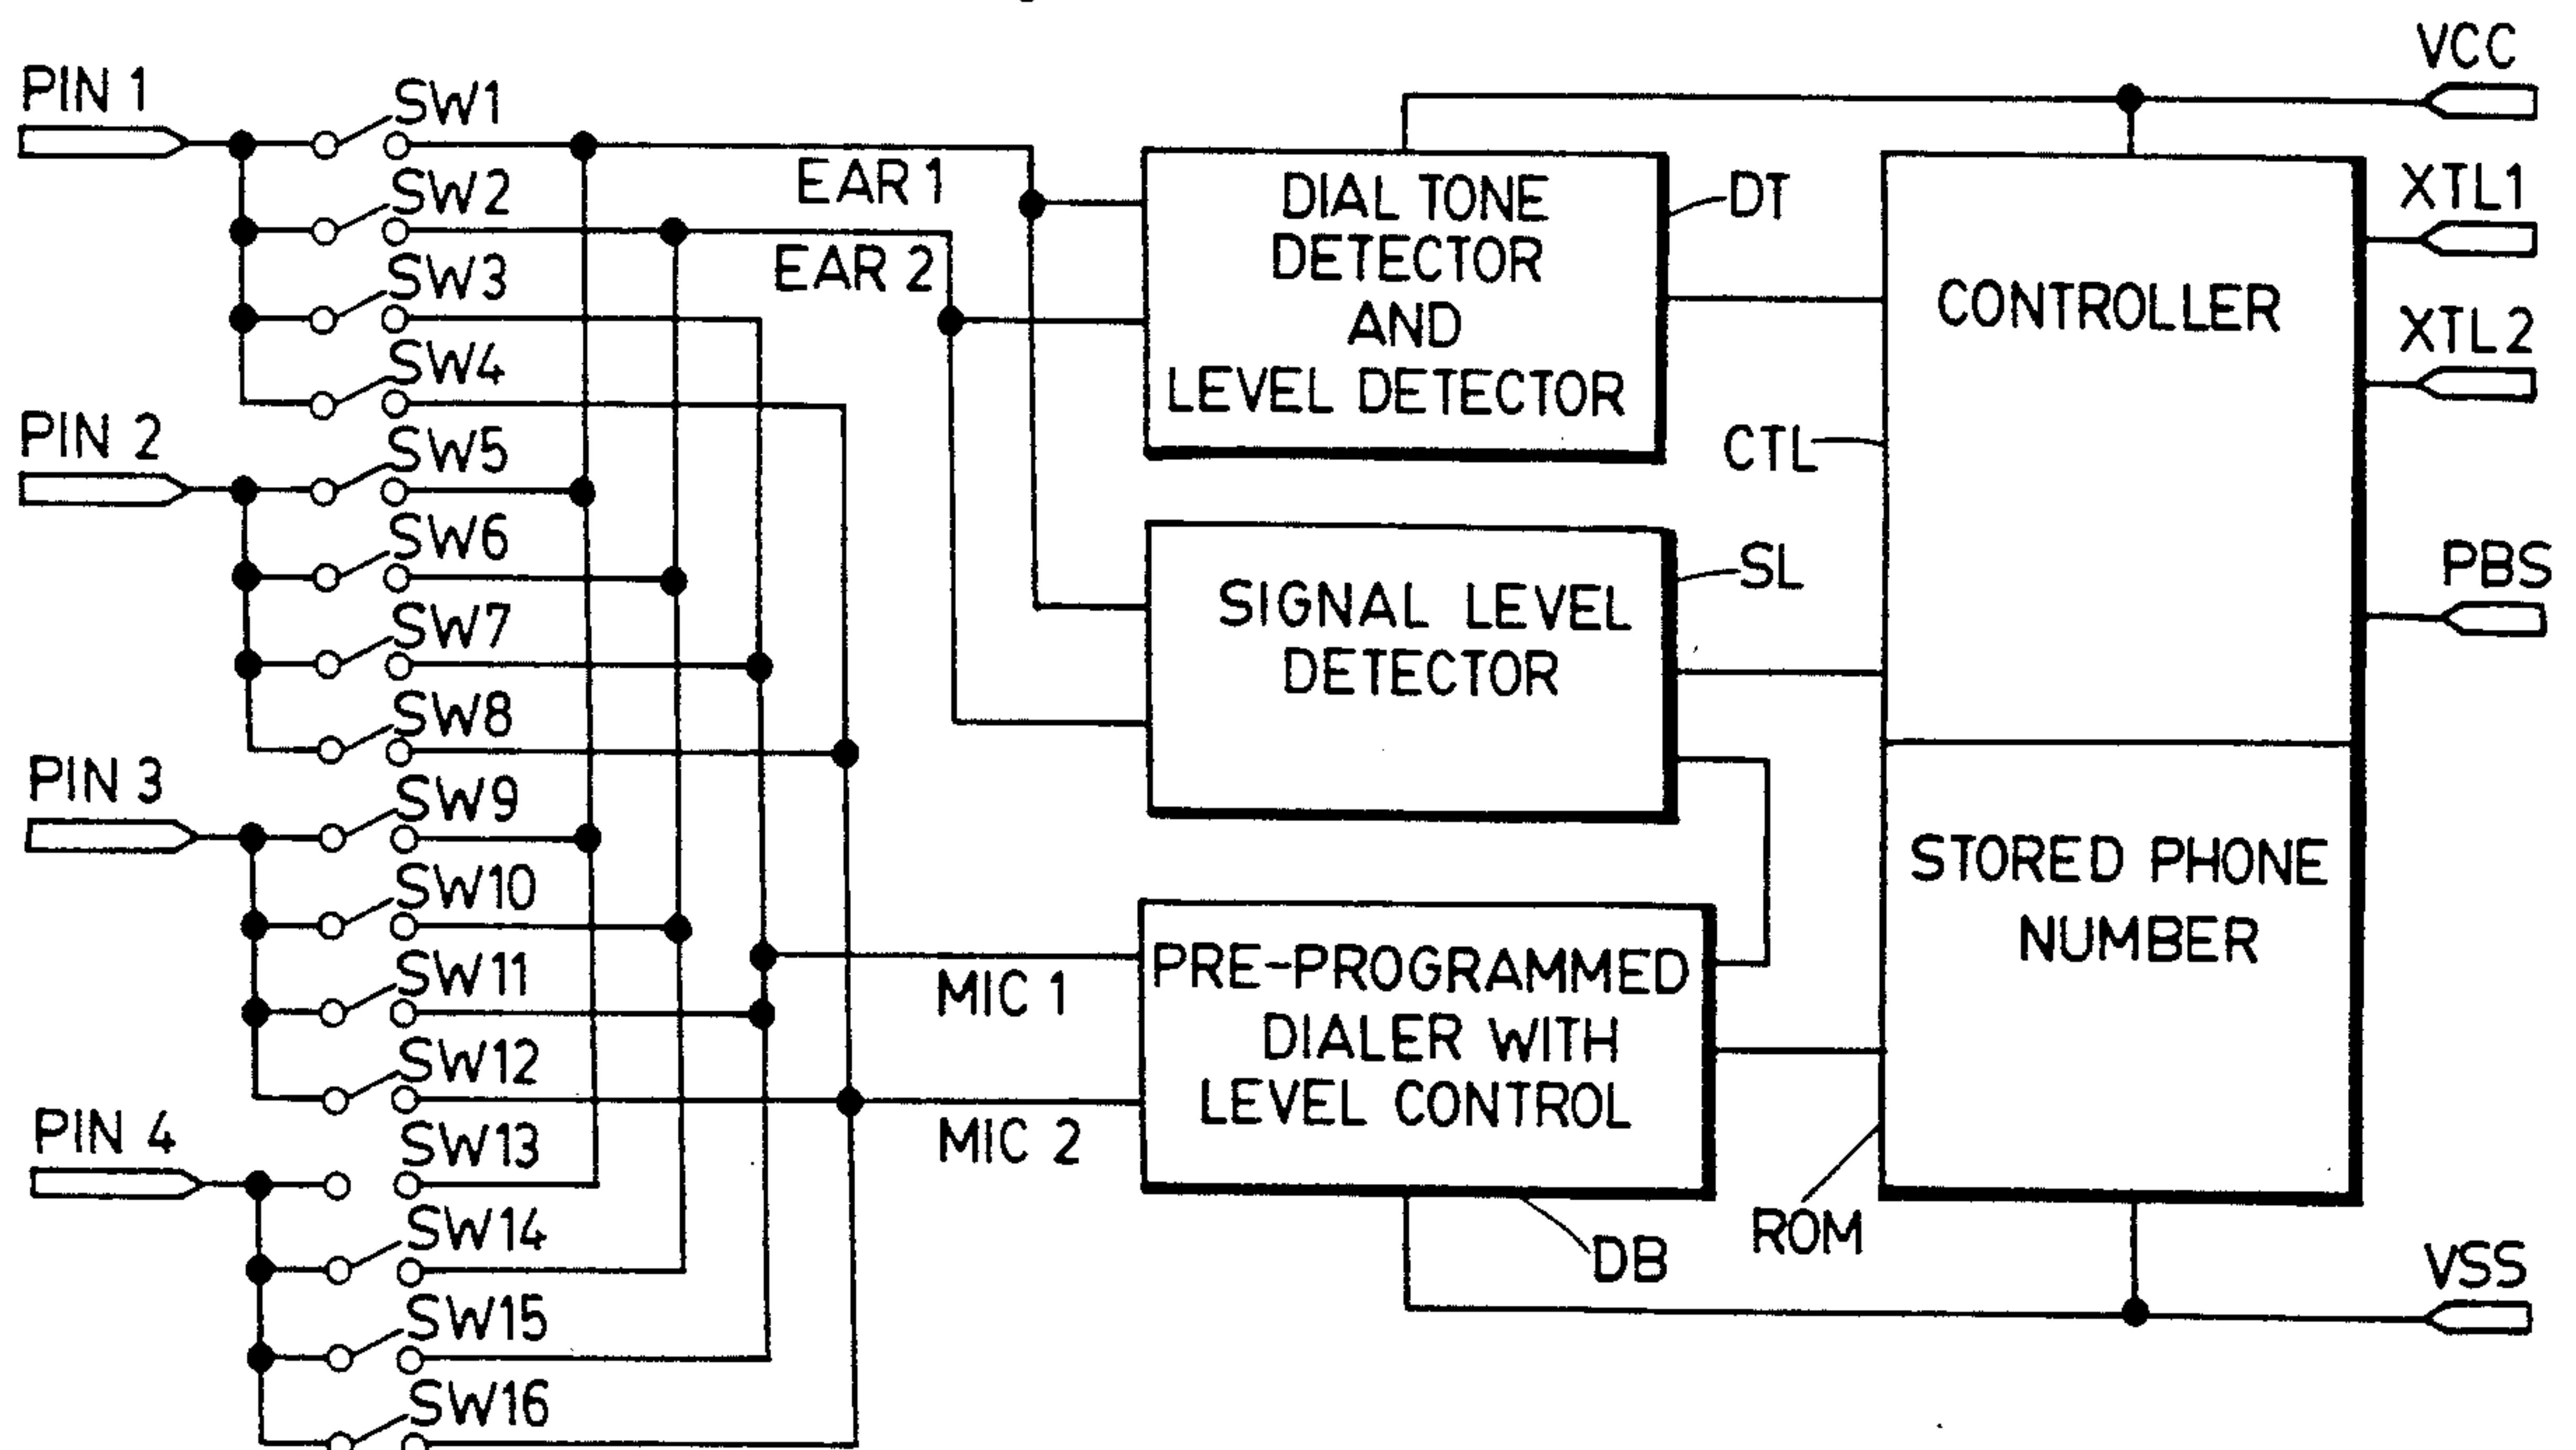 PIN 1
SW1
SW2
SW3
SW4
PIN 2
SW5
SW6
SW7
SW8
PIN 3
SW9
SW10
SW11
SW12
PIN 4
SW13
SW14
SW15
SW16
EAR 1
EAR 2
MIC 1
MIC 2
DIAL TONE
DETECTOR
AND
LEVEL DETECTOR
DT
SIGNAL LEVEL
DETECTOR
SL
PRE-PROGRAMMED
DIALER WITH
LEVEL CONTROL
DB
CONTROLLER
CTL
STORED PHONE
NUMBER
ROM
VCC
XTL1
XTL2
PBS
VSS